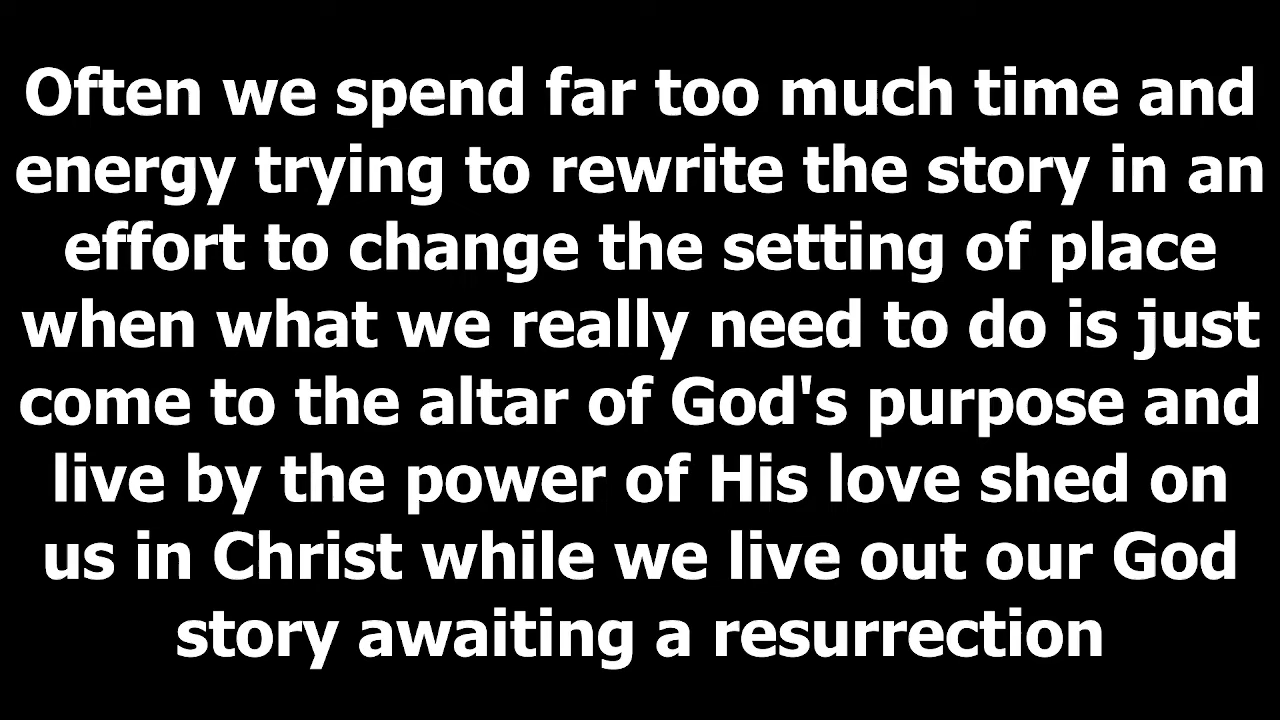 Often we spend far too much time and
energy trying to rewrite the story in an
effort to change the setting of place
when what we really need to do is just
come to the altar of God's purpose and
live by the power of His love shed on
us in Christ while we live out our God
story awaiting a resurrection